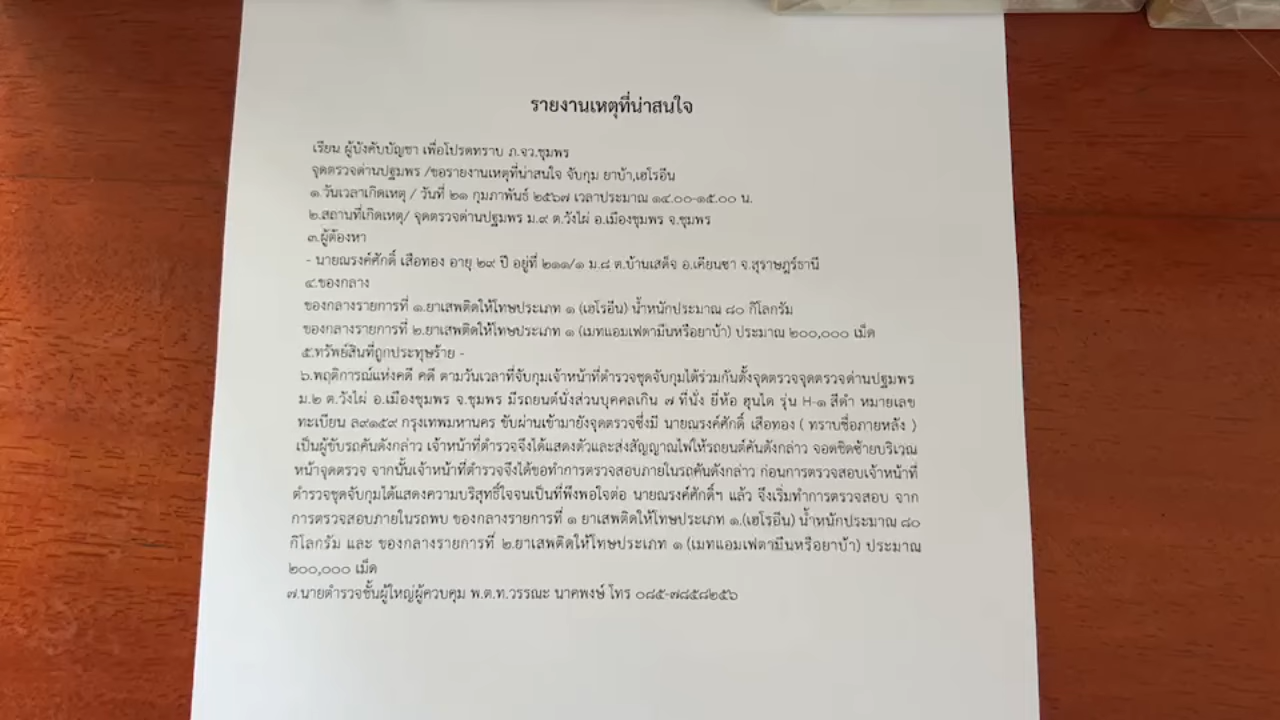 รายงานเหตุที่น่าสนใจ
เรียน ผู้บังคับบัญชา เพื่อโปรดทราบ ภ.จว.ชุมพร
จุดตรวจด่านปฐมพร /ขอรายงานเหตุที่น่าสนใจ จับกุม ยาบ้า,เฮโรอีน
๑.วันเวลาเกิดเหตุ / วันที่ ๒๑ กุมภาพันธ์ ๒๕๖๗ เวลาประมาณ ๑๔.๐๐-๑๕.๐๐ น.
๒.สถานที่เกิดเหตุ/ จุดตรวจด่านปฐมพร ม.๙ ต.วังไผ่ อ.เมืองชุมพร จ.ชุมพร
๓.ผู้ต้องหา
- นายณรงค์ศักดิ์ เสือทอง อายุ ๒๙ ปี อยู่ที่ ๒๑๑/๑ ม.๘ ต.บ้านเสด็จ อ.เคียนซา จ.สุราษฎร์ธานี
๔.ของกลาง
ของกลางรายการที่ ๑.ยาเสพติดให้โทษประเภท ๑ (เฮโรอีน) น้ำหนักประมาณ ๘๐ กิโลกรัม
ของกลางรายการที่ ๒.ยาเสพติดให้โทษประเภท ๑ (เมทแอมเฟตามีนหรือยาบ้า) ประมาณ ๒๐๐,๐๐๐ เม็ด
๕.ทรัพย์สินที่ถูกประทุษร้าย -
๖.พฤติการณ์แห่งคดี คดี ตามวันเวลาที่จับกุมเจ้าหน้าที่ตำรวจชุดจับกุมได้ร่วมกันตั้งจุดตรวจจุดตรวจด่านปฐมพร
ม.๒ ต.วังไผ่ อ.เมืองชุมพร จ.ชุมพร มีรถยนต์นั่งส่วนบุคคลเกิน ๗ ที่นั่ง ยี่ห้อ ฮุนได รุ่น H-๑ สีดำ หมายเลข
ทะเบียน ล๙๑๕๙ กรุงเทพมหานคร ขับผ่านเข้ามายังจุดตรวจซึ่งมี นายณรงค์ศักดิ์ เสือทอง ( ทราบชื่อภายหลัง )
เป็นผู้ขับรถคันดังกล่าว เจ้าหน้าที่ตำรวจจึงได้แสดงตัวและส่งสัญญาณไฟให้รถยนต์คันดังกล่าว จอดชิดซ้ายบริเวณ
หน้าจุดตรวจ จากนั้นเจ้าหน้าที่ตำรวจจึงได้ขอทำการตรวจสอบภายในรถคันดังกล่าว ก่อนการตรวจสอบเจ้าหน้าที่
ตำรวจชุดจับกุมได้แสดงความบริสุทธิ์ใจจนเป็นที่พึงพอใจต่อ นายณรงค์ศักดิ์ฯ แล้ว จึงเริ่มทำการตรวจสอบ จาก
การตรวจสอบภายในรถพบ ของกลางรายการที่ ๑ ยาเสพติดให้โทษประเภท ๑.(เฮโรอีน) น้ำหนักประมาณ ๘๐
กิโลกรัม และ ของกลางรายการที่ ๒.ยาเสพติดให้โทษประเภท ๑ (เมทแอมเฟตามีนหรือยาบ้า) ประมาณ
๒๐๐,๐๐๐ เม็ด
๗.นายตำรวจชั้นผู้ใหญ่ผู้ควบคุม พ.ต.ท.วรรณะ นาคพงษ์ โทร ๐๘๕-๗๘๕๘๒๕๖